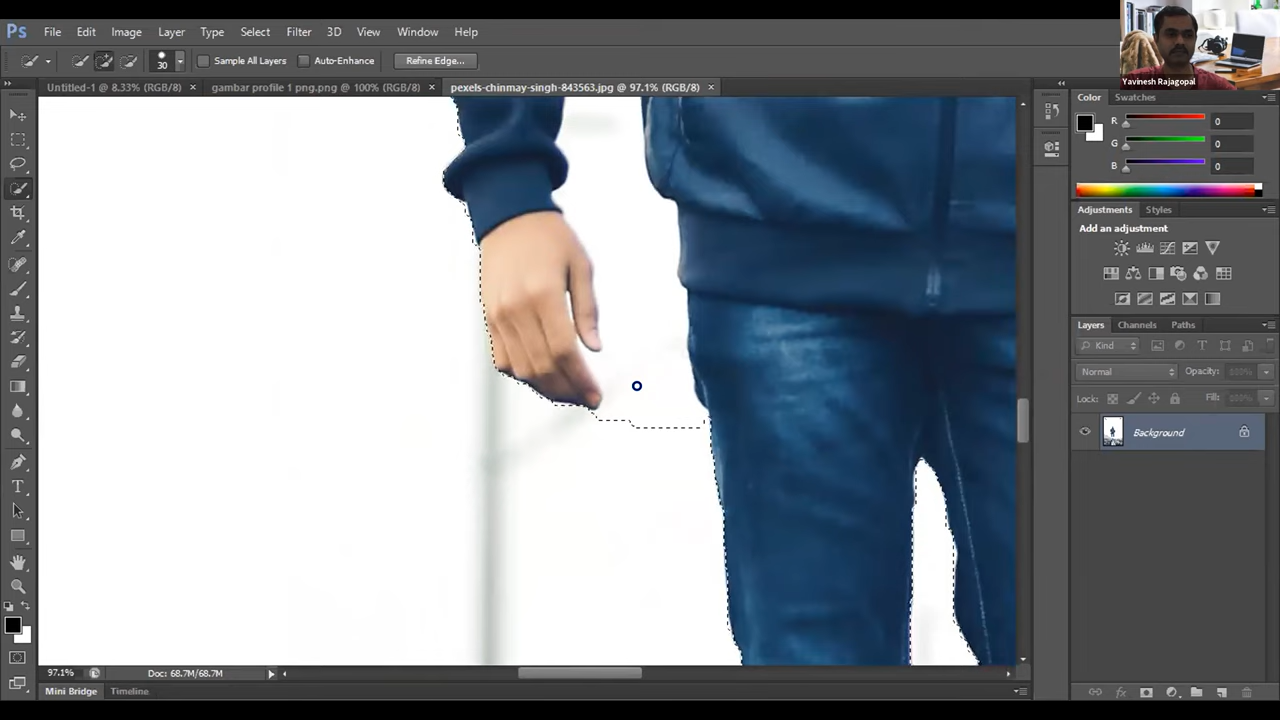 Ps File Edit Image Layer Type Select Filter 3D View Window Help
Yavinesh Rajagopal
30 Sample All Layers Auto-Enhance Refine Edge...
Untitled-1 @ 8.33% (RGB/8) × gambar profile 1 png.png @ 100% (RGB/8) × pexels-chinmay-singh-843563.jpg @ 97.1% (RGB/8) ×
Color Swatches
R 0
G 0
B 0
Adjustments Styles
Add an adjustment
Layers Channels Paths
Kind
Normal Opacity:
Lock: Fill:
Background
97.1% Doc: 68.7M/68.7M
Mini Bridge Timeline